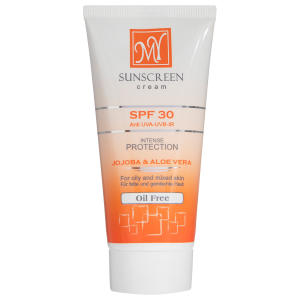 MY
SUNSCREEN
cream
SPF 30
Anti UVA-UVB-IR
INTENSE
PROTECTION
JOJOBA & ALOE VERA
For oily and mixed skin
Für fette und gemischte Haut
Oil Free